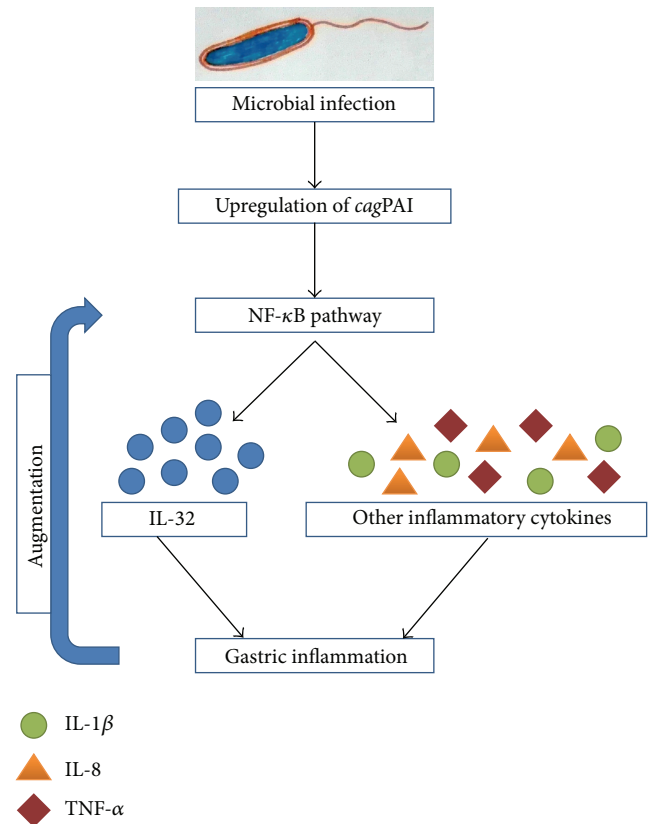 Microbial infection
Upregulation of cagPAI
NF-κB pathway
Augmentation
IL-32
Other inflammatory cytokines
Gastric inflammation
IL-1β
IL-8
TNF-α